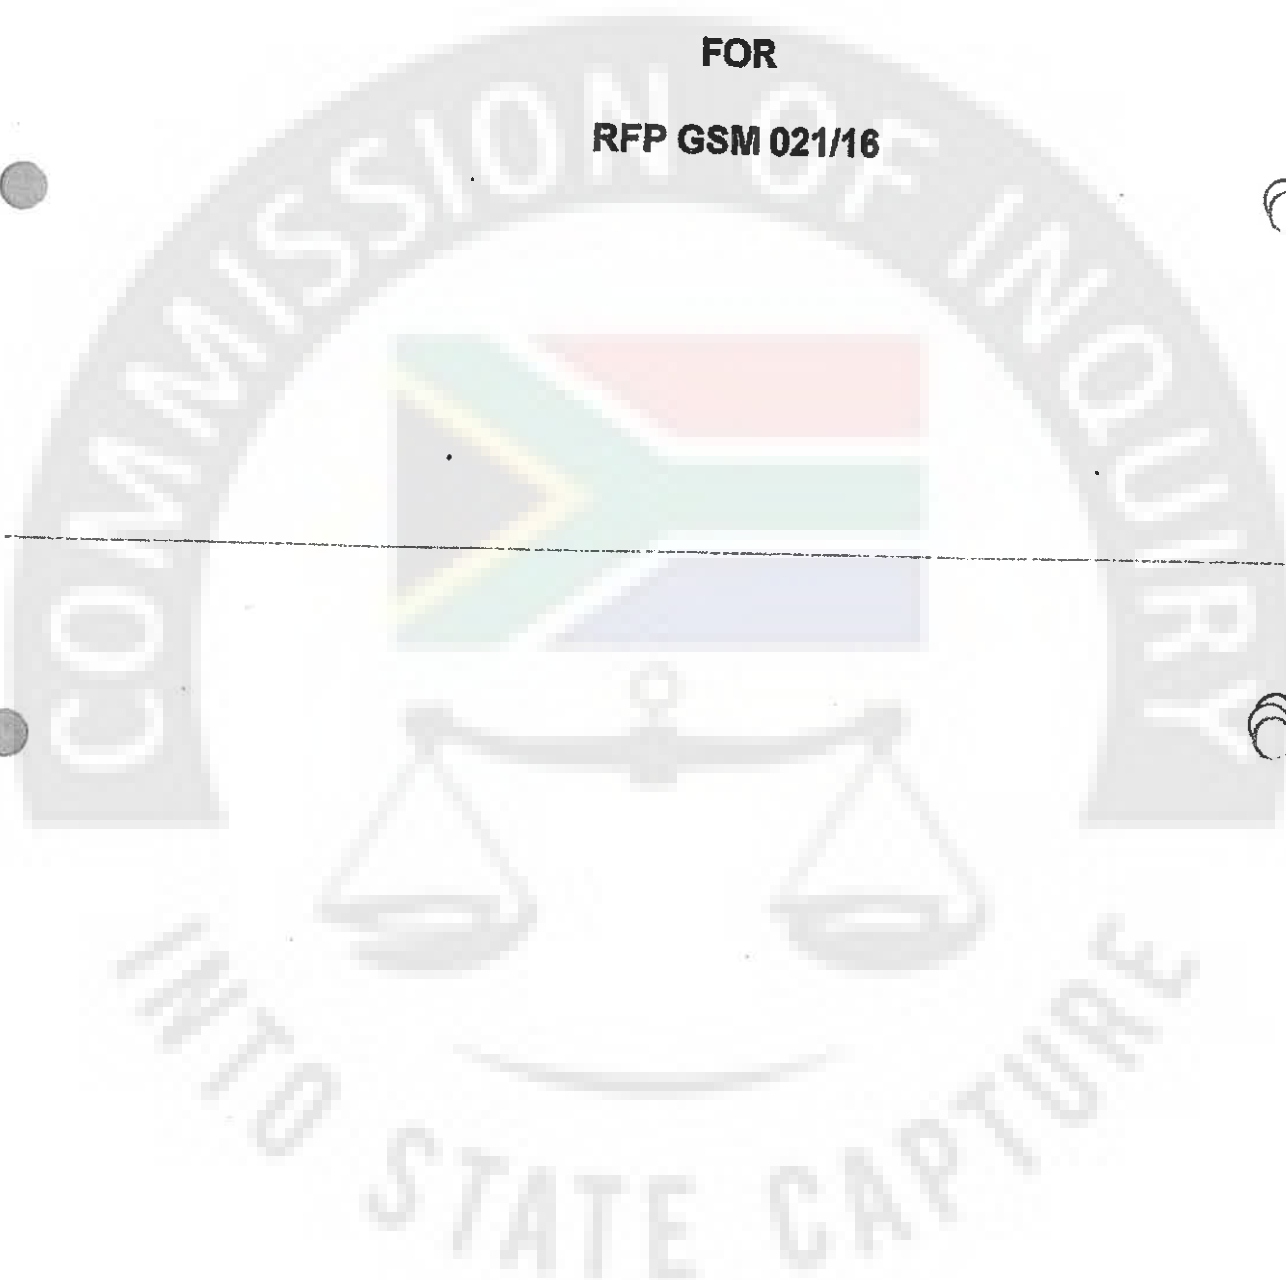 FOR
RFP GSM 021/16
COMMISSION OF INQUIRY
INTO STATE CAPTURE